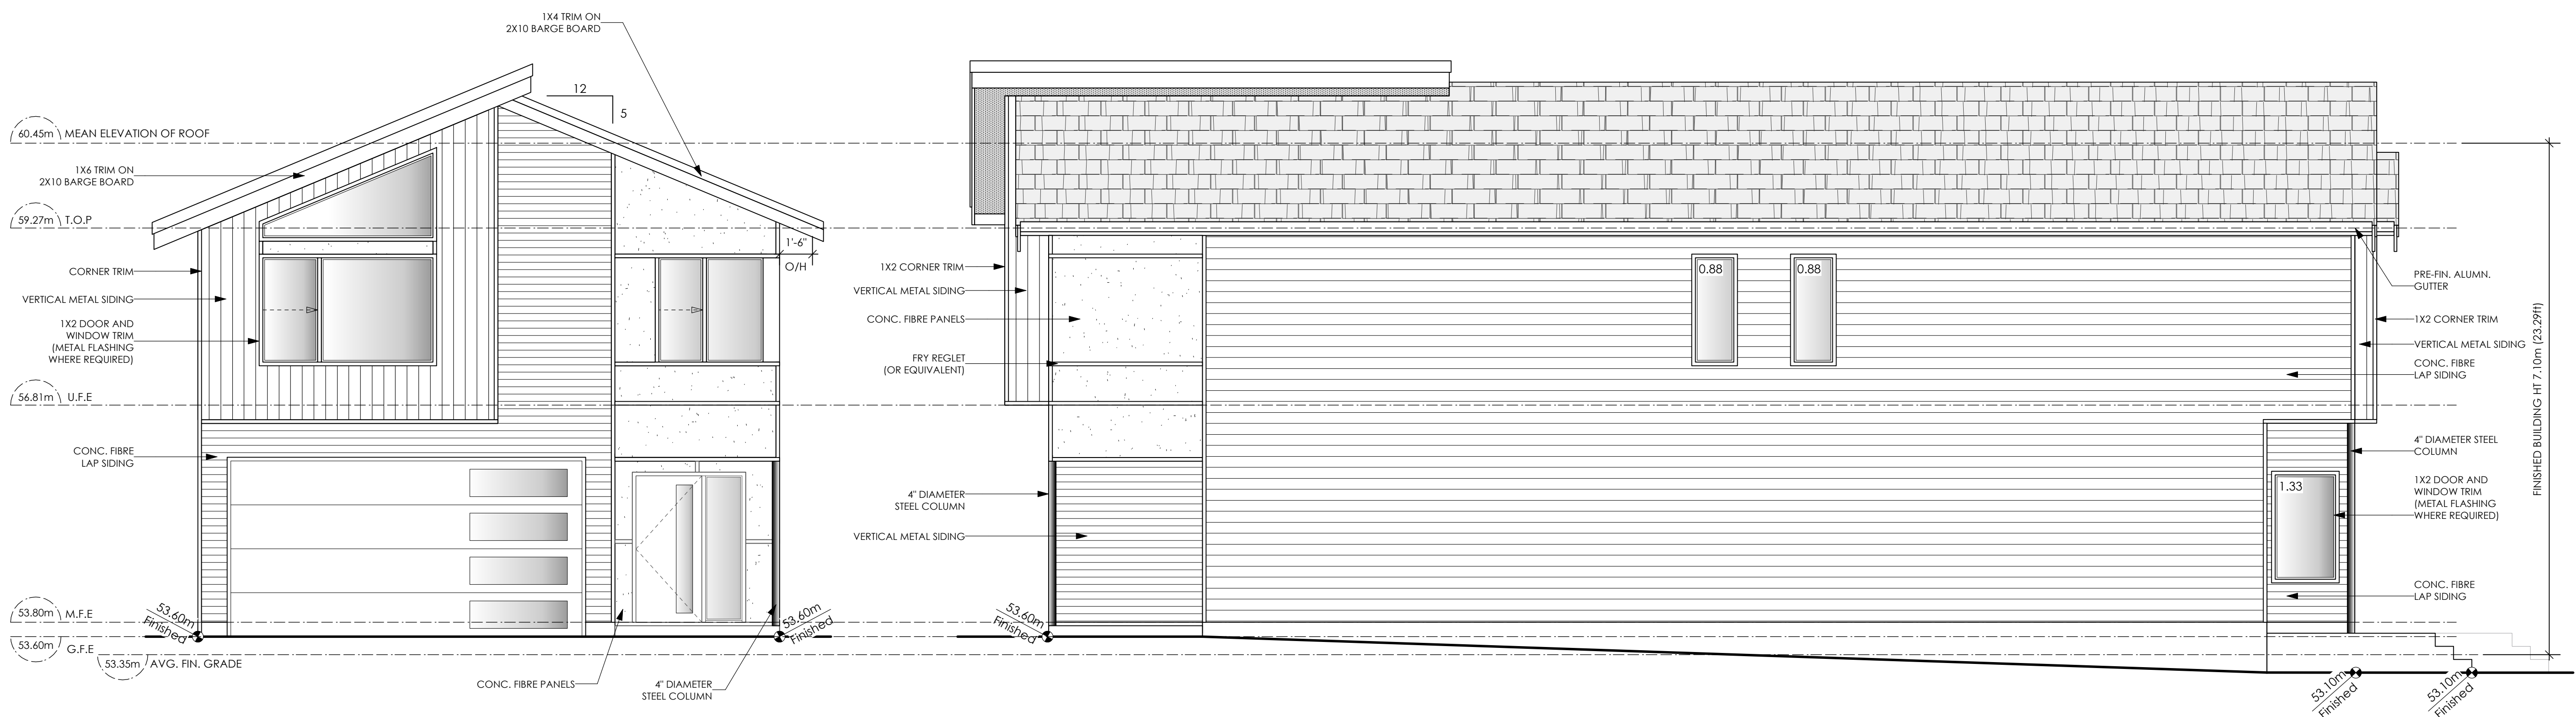 1X4 TRIM ON
2X10 BARGE BOARD
12
5
60.45m MEAN ELEVATION OF ROOF
1X6 TRIM ON
2X10 BARGE BOARD
59.27m T.O.P
1'-6"
O/H
CORNER TRIM
VERTICAL METAL SIDING
1X2 DOOR AND
WINDOW TRIM
(METAL FLASHING
WHERE REQUIRED)
56.81m U.F.E
CONC. FIBRE
LAP SIDING
53.80m M.F.E
53.60m
Finished
53.60m
Finished
53.60m G.F.E
53.35m AVG. FIN. GRADE
CONC. FIBRE PANELS
4" DIAMETER
STEEL COLUMN
1X2 CORNER TRIM
VERTICAL METAL SIDING
CONC. FIBRE PANELS
FRY REGLET
(OR EQUIVALENT)
4" DIAMETER
STEEL COLUMN
VERTICAL METAL SIDING
53.60m
Finished
0.88
0.88
1.33
PRE-FIN. ALUMN.
GUTTER
1X2 CORNER TRIM
VERTICAL METAL SIDING
CONC. FIBRE
LAP SIDING
4" DIAMETER STEEL
COLUMN
1X2 DOOR AND
WINDOW TRIM
(METAL FLASHING
WHERE REQUIRED)
CONC. FIBRE
LAP SIDING
FINISHED BUILDING HT 7.10m (23.29ft)
53.10m
Finished
53.10m
Finished